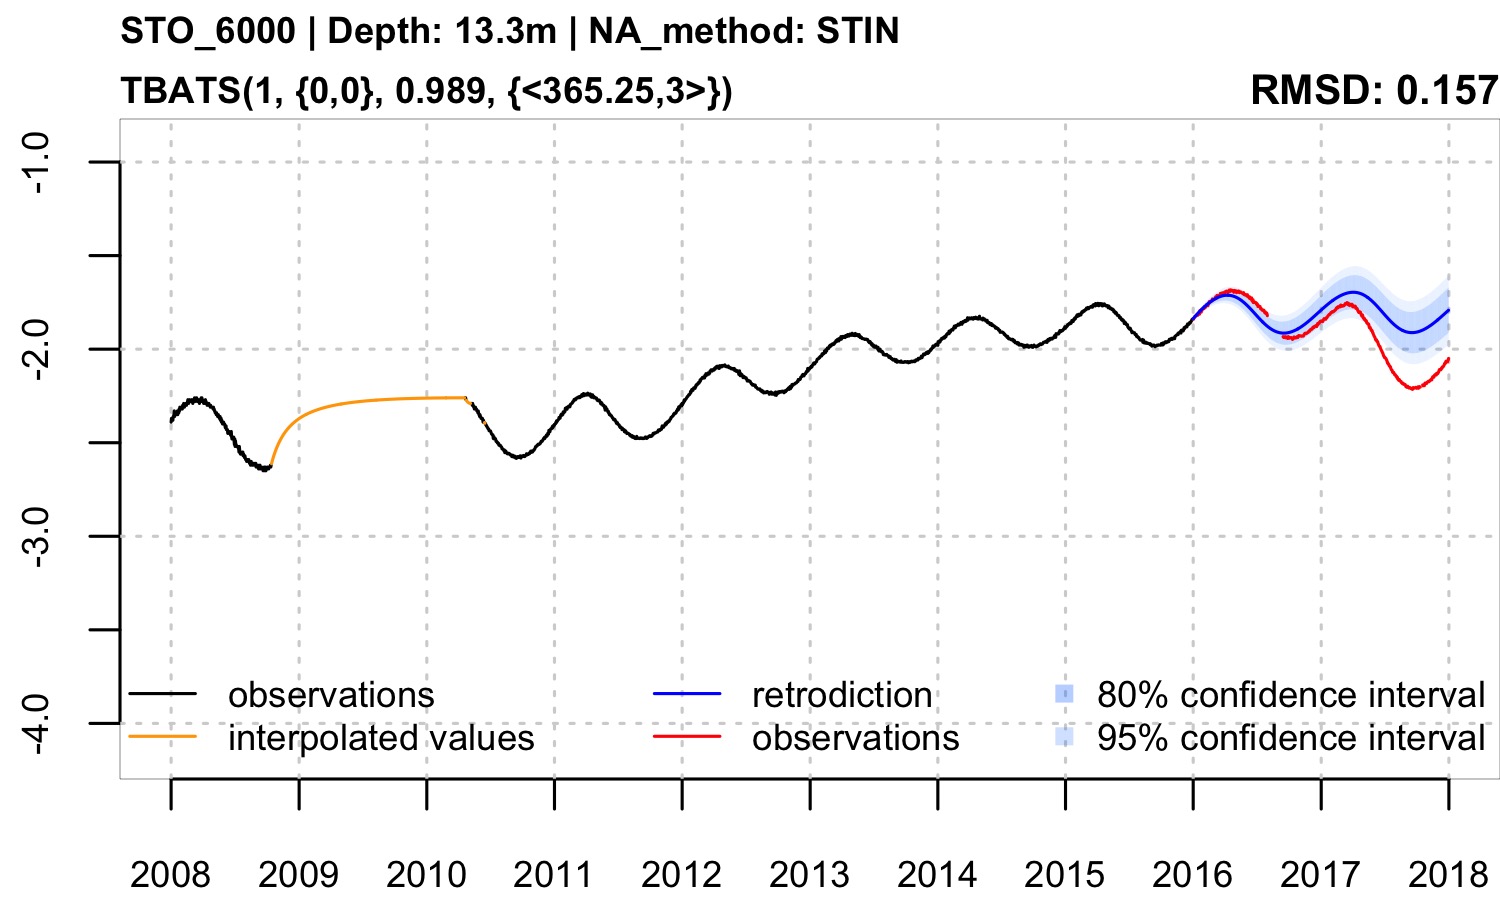 STO_6000 | Depth: 13.3m | NA_method: STIN
TBATS(1, {0,0}, 0.989, {<365.25,3>})
RMSD: 0.157
-1.0
-2.0
-3.0
-4.0
observations
retrodiction
80% confidence interval
interpolated values
observations
95% confidence interval
2008 2009 2010 2011 2012 2013 2014 2015 2016 2017 2018